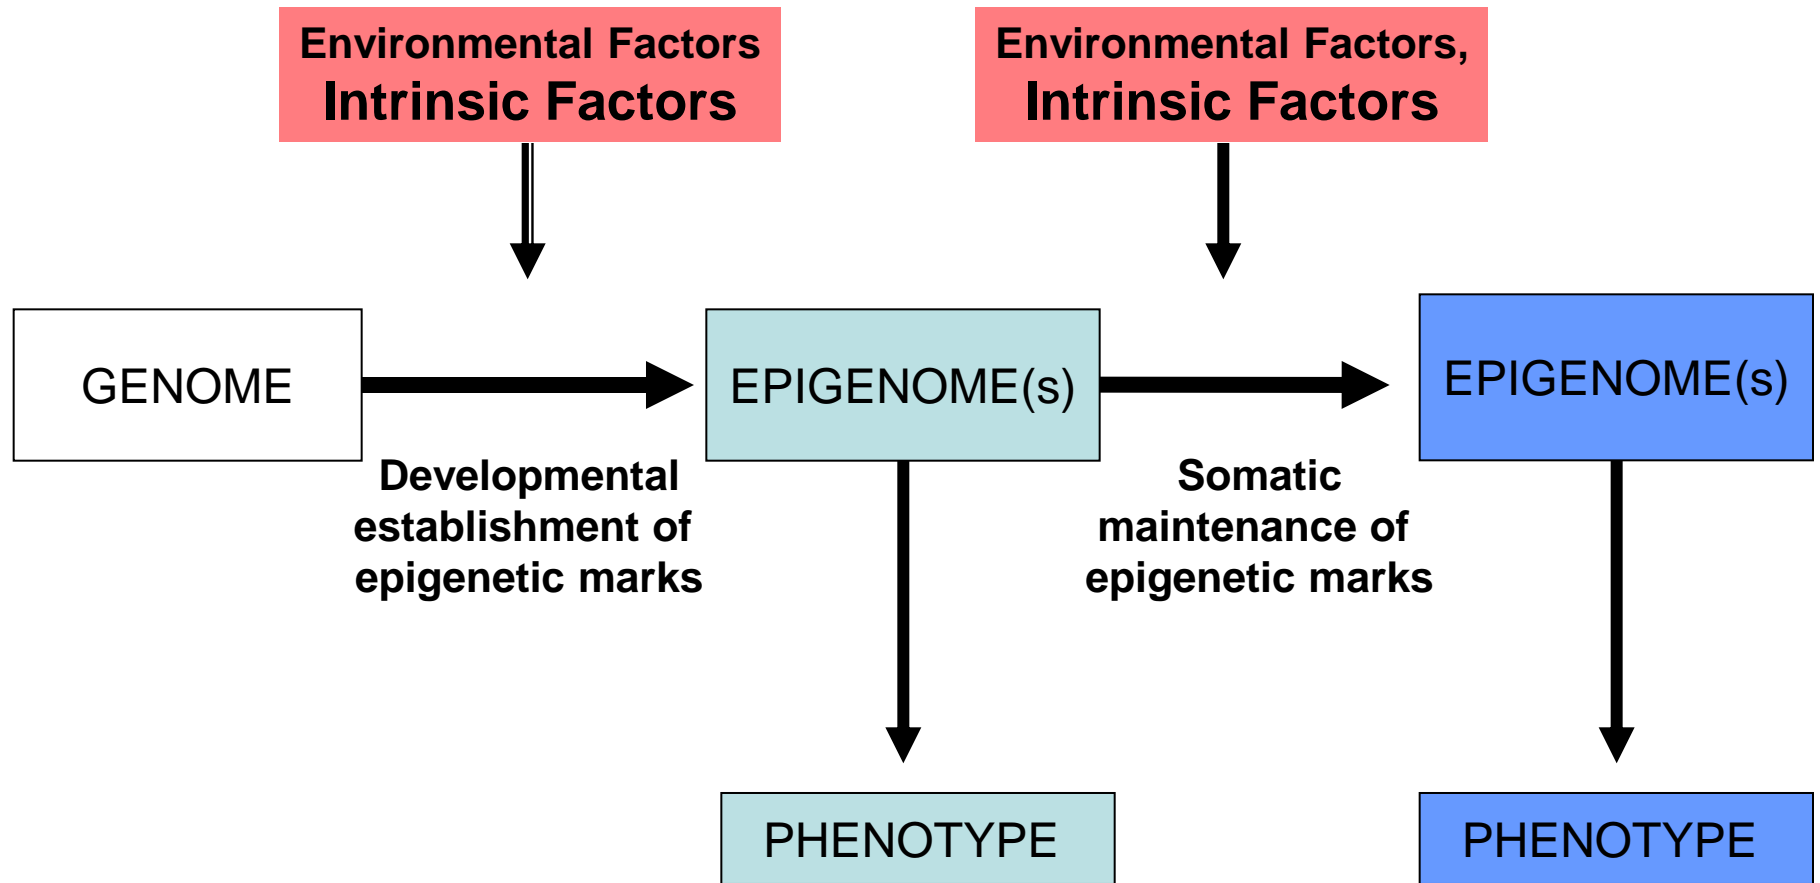 Environmental Factors
Intrinsic Factors
Environmental Factors,
Intrinsic Factors
GENOME
EPIGENOME(s)
EPIGENOME(s)
Developmental
establishment of
epigenetic marks
Somatic
maintenance of
epigenetic marks
PHENOTYPE
PHENOTYPE